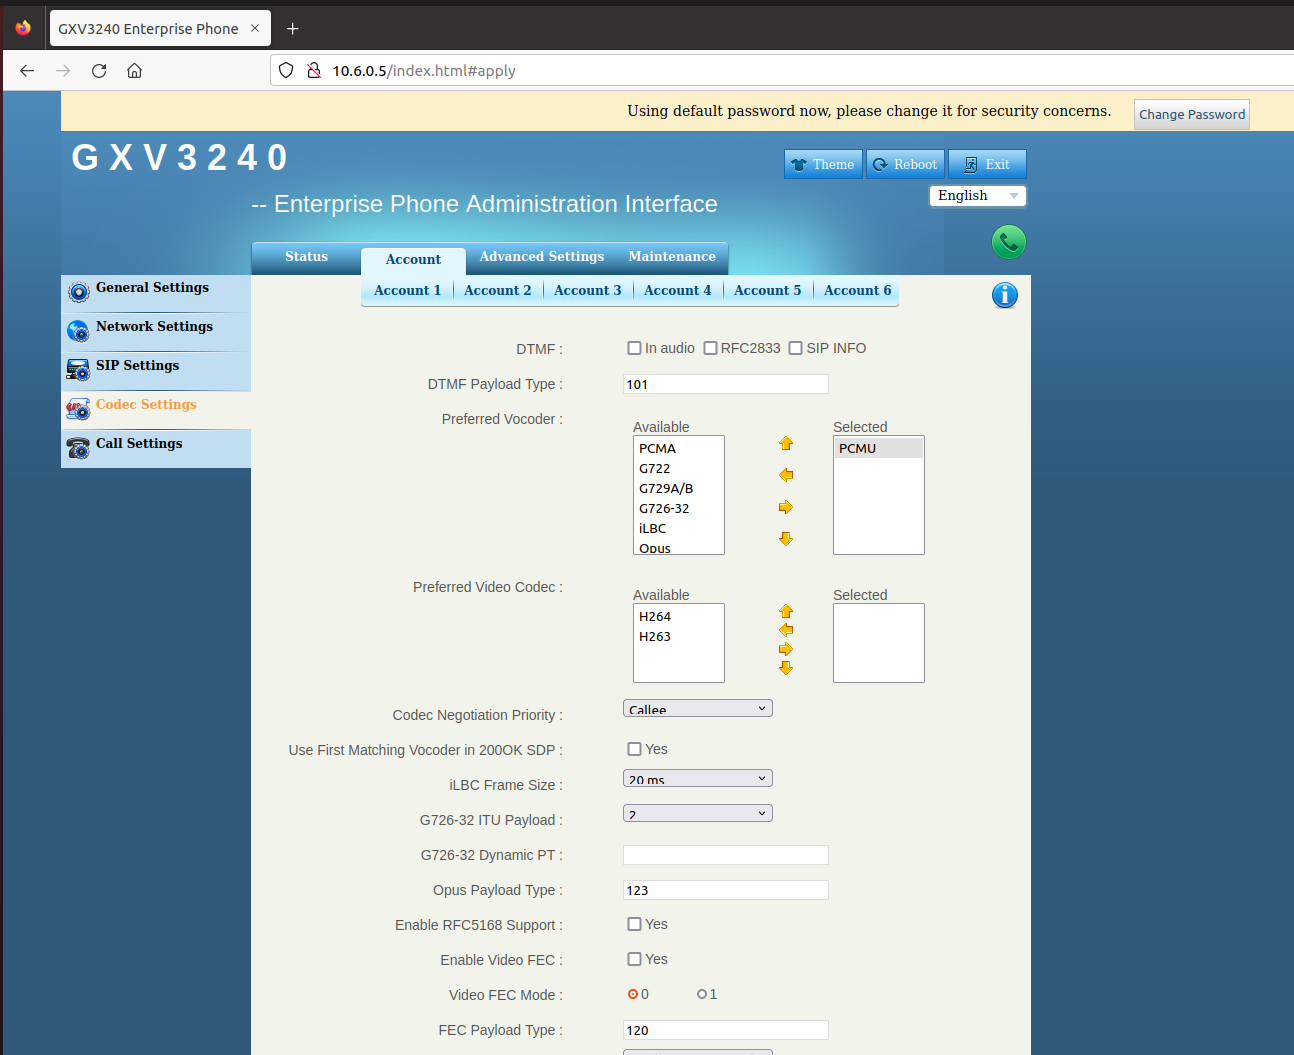 GXV3240 Enterprise Phone
10.6.0.5/index.html#apply
Using default password now, please change it for security concerns.
Change Password
GXV3240
Theme
Reboot
Exit
-- Enterprise Phone Administration Interface
English
Status
Account
Advanced Settings
Maintenance
General Settings
Network Settings
SIP Settings
Codec Settings
Call Settings
Account 1
Account 2
Account 3
Account 4
Account 5
Account 6
DTMF :
In audio
RFC2833
SIP INFO
DTMF Payload Type :
101
Preferred Vocoder :
Available
Selected
PCMA
G722
G729A/B
G726-32
iLBC
Opus
PCMU
Preferred Video Codec :
Available
Selected
H264
H263
Codec Negotiation Priority :
Callee
Use First Matching Vocoder in 200OK SDP :
Yes
iLBC Frame Size :
20 ms
G726-32 ITU Payload :
2
G726-32 Dynamic PT :
Opus Payload Type :
123
Enable RFC5168 Support :
Yes
Enable Video FEC :
Yes
Video FEC Mode :
0
1
FEC Payload Type :
120